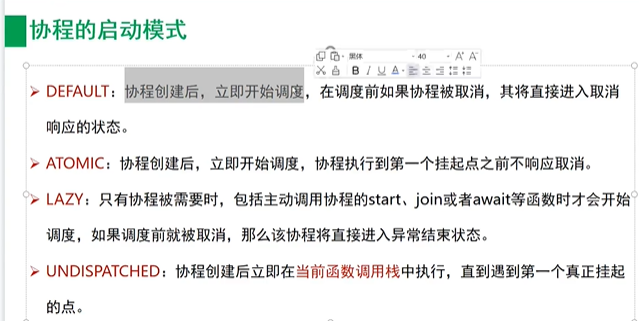 协程的启动模式
黑体 40 A+ A-
B I U A
DEFAULT：协程创建后，立即开始调度，在调度前如果协程被取消，其将直接进入取消
响应的状态。
ATOMIC：协程创建后，立即开始调度，协程执行到第一个挂起点之前不响应取消。
LAZY：只有协程被需要时，包括主动调用协程的start、join或者await等函数时才会开始
调度，如果调度前就被取消，那么该协程将直接进入异常结束状态。
UNDISPATCHED：协程创建后立即在当前函数调用栈中执行，直到遇到第一个真正挂起
的点。